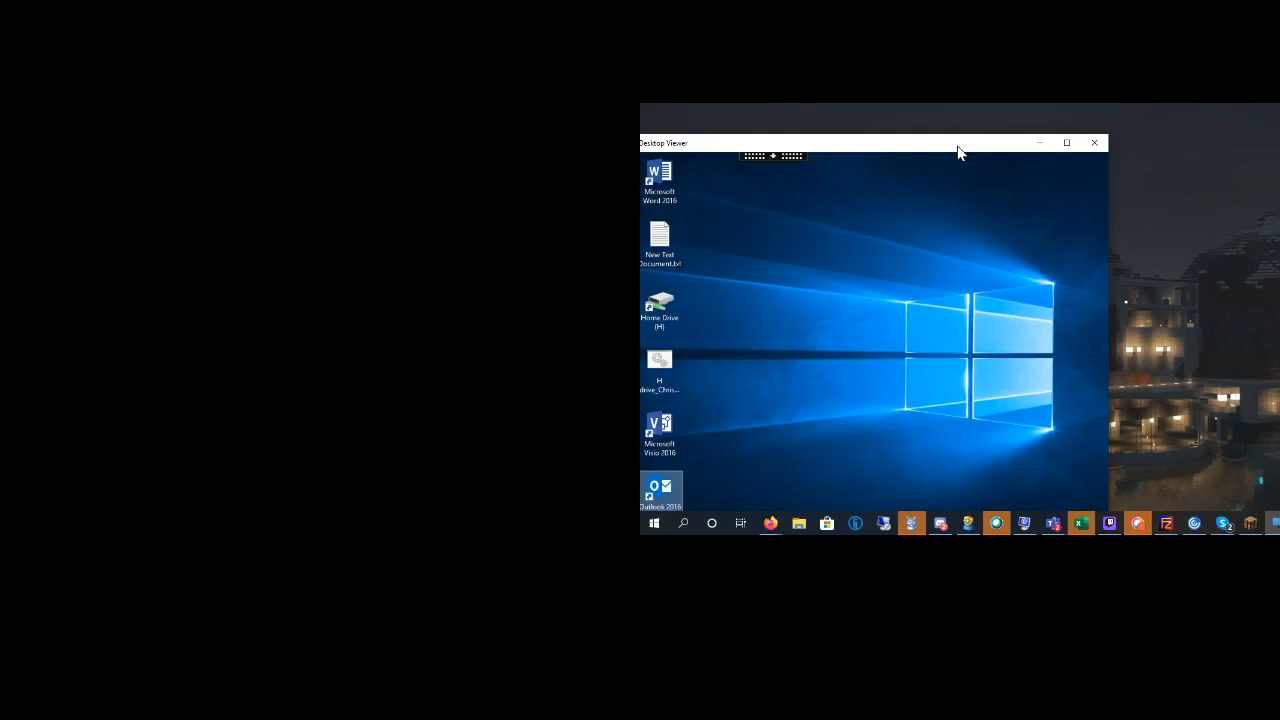 Desktop Viewer
Microsoft
Word 2016
New Text
Document.txt
Home Drive
(H)
H
drive_Chris...
Microsoft
Visio 2016
Outlook 2016